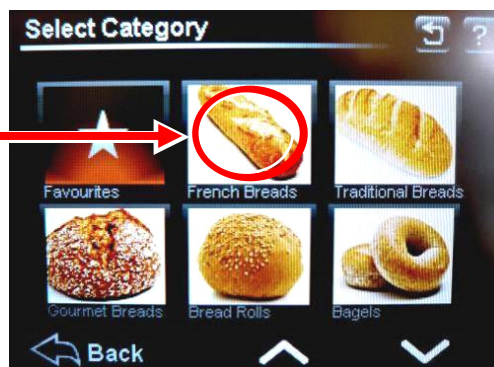 Select Category
?
Favourites
French Breads
Traditional Breads
Gourmet Breads
Bread Rolls
Bagels
Back